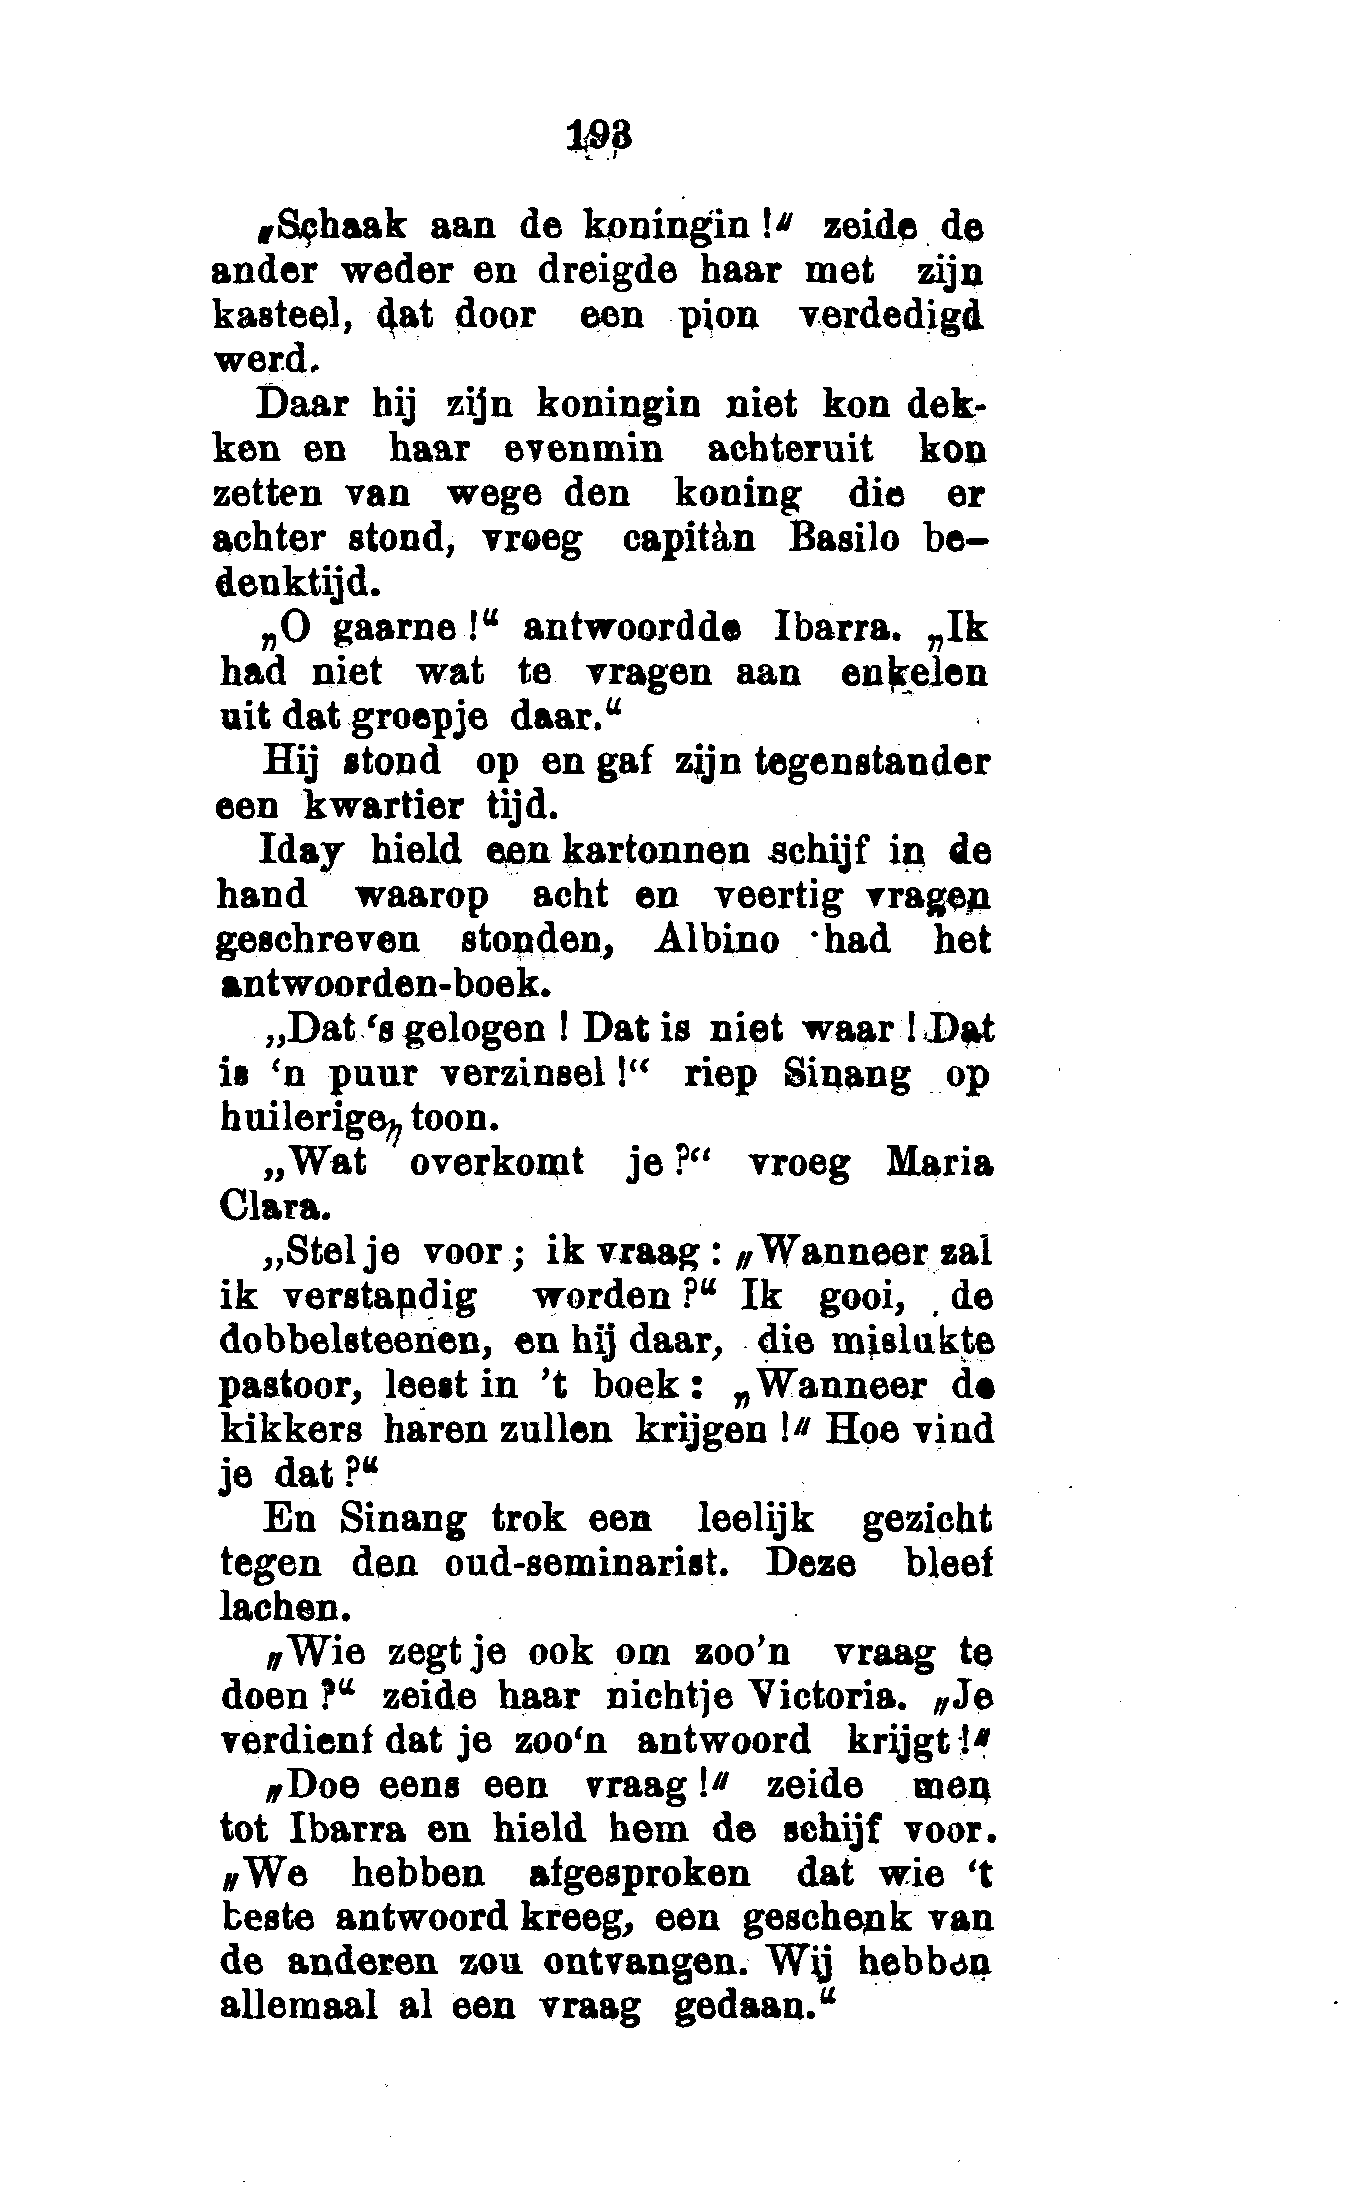 193
„Schaak aan de koningin!" zeide de
ander weder en dreigde haar met zijn
kasteel, dat door een pion verdedigd
werd.
Daar hij zijn koningin niet kon dek-
ken en haar evenmin achteruit kon
zetten van wege den koning die er
achter stond, vroeg capitàn Basilo be-
denktijd.
„O gaarne!“ antwoordde Ibarra. „Ik
had niet wat te vragen aan enkelen
uit dat groepje daar.“
Hij stond op en gaf zijn tegenstander
een kwartier tijd.
Iday hield een kartonnen schijf in de
hand waarop acht en veertig vragen
geschreven stonden, Albino had het
antwoorden-boek.
„Dat ‘s gelogen! Dat is niet waar! Dat
is ‘n puur verzinsel!“ riep Sinang op
huilerigen toon.
„Wat overkomt je?“ vroeg Maria
Clara.
„Stel je voor; ik vraag: „Wanneer zal
ik verstandig worden?“ Ik gooi, de
dobbelsteenen, en hij daar, die mislukte
pastoor, leest in ’t boek: „Wanneer de
kikkers haren zullen krijgen!" Hoe vind
je dat?“
En Sinang trok een leelijk gezicht
tegen den oud-seminarist. Deze bleef
lachen.
„Wie zegt je ook om zoo’n vraag te
doen?“ zeide haar nichtje Victoria. „Je
verdienf dat je zoo‘n antwoord krijgt!"
„Doe eens een vraag!" zeide men
tot Ibarra en hield hem de schijf voor.
„We hebben afgesproken dat wie ‘t
beste antwoord kreeg, een geschenk van
de anderen zou ontvangen. Wij hebben
allemaal al een vraag gedaan.“